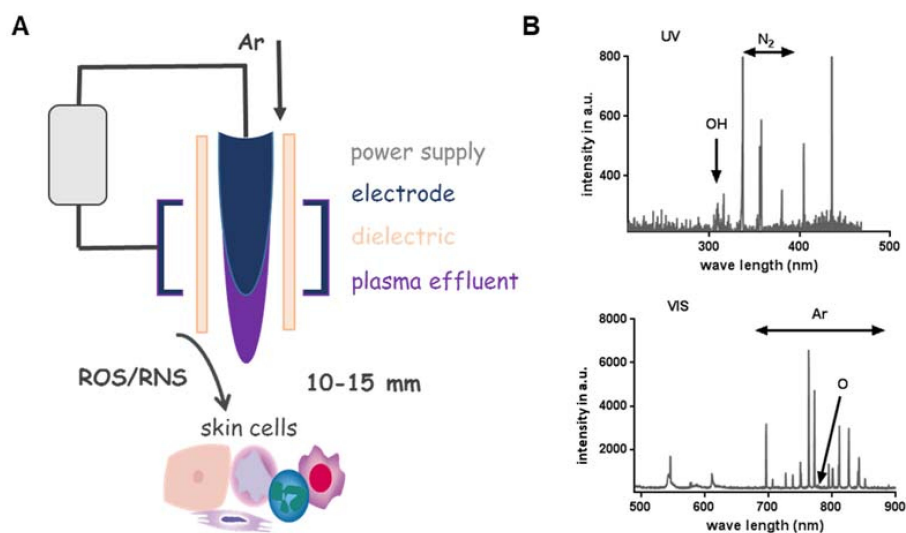 A
Ar
power supply
electrode
dielectric
plasma effluent
ROS/RNS
10-15 mm
skin cells
B
UV
N₂
OH
800
600
400
intensity in a.u.
300
400
500
wave length (nm)
VIS
Ar
O
8000
6000
4000
2000
intensity in a.u.
500
600
700
800
900
wave length (nm)